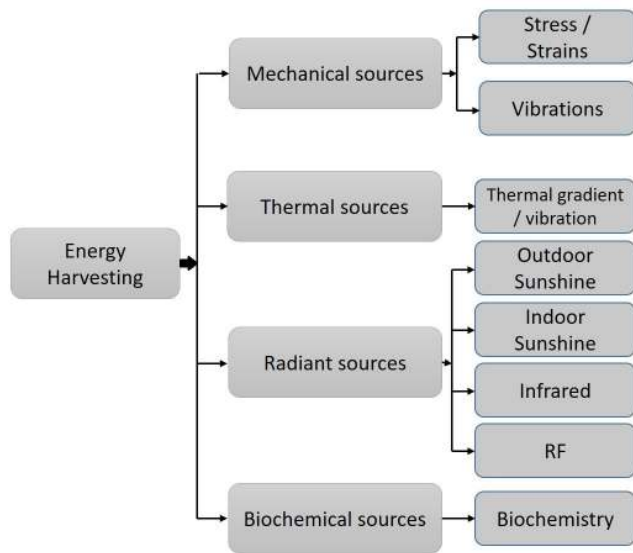 Energy
Harvesting
Mechanical sources
Stress /
Strains
Vibrations
Thermal sources
Thermal gradient
/ vibration
Radiant sources
Outdoor
Sunshine
Indoor
Sunshine
Infrared
RF
Biochemical sources
Biochemistry